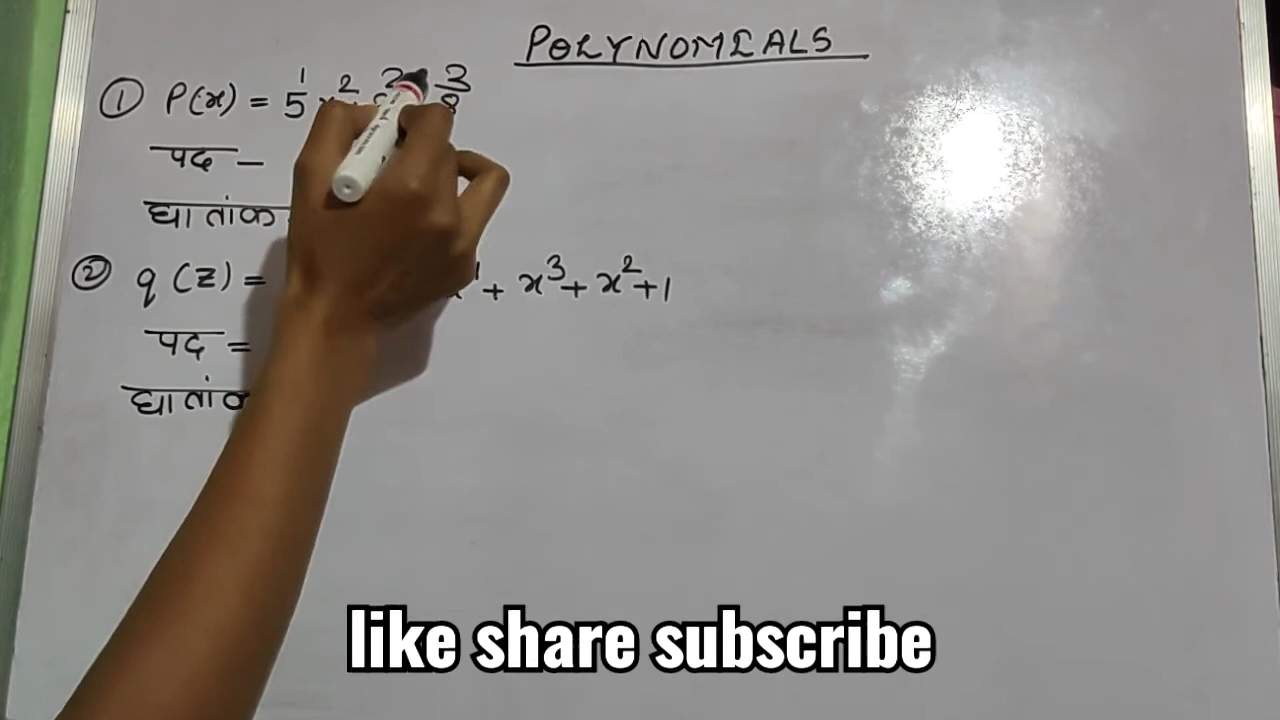 POLYNOMIALS
① P(x) = 1/5 x²
पद -
घातांक
② q(z) = + x³ + x² + 1
पद =
घातांक
like share subscribe